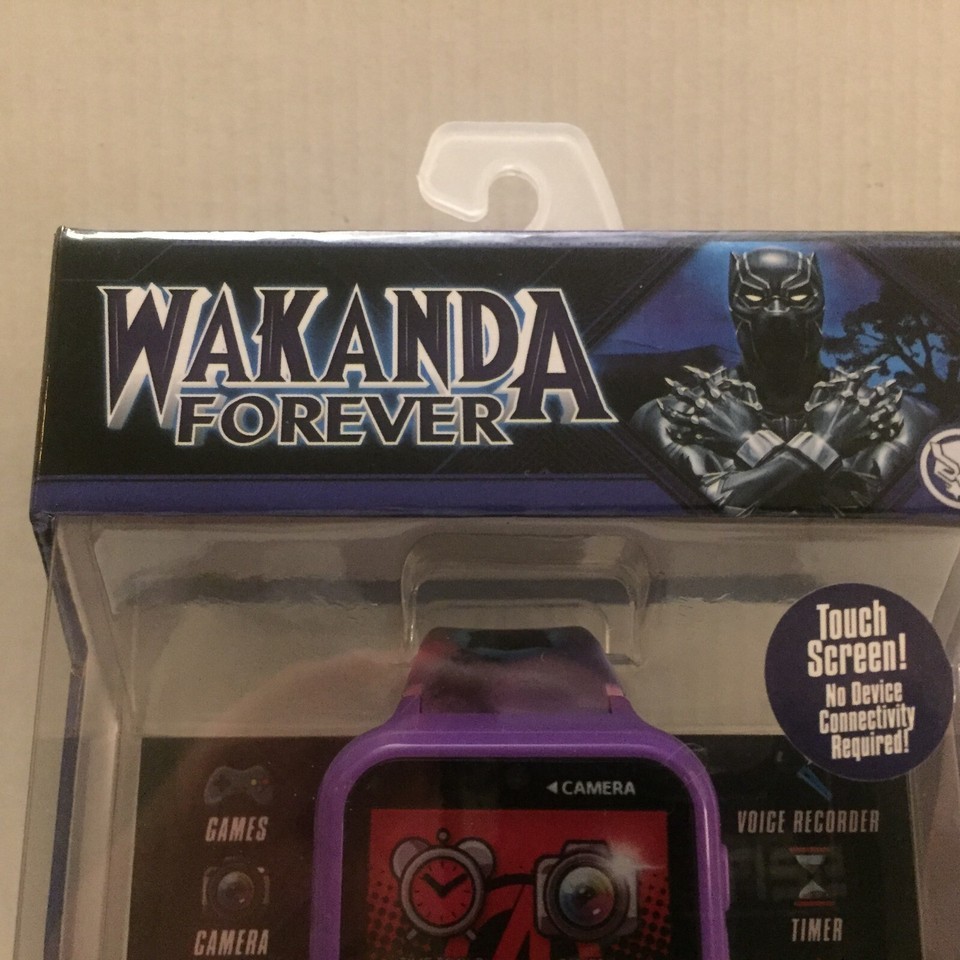 WAKANDA
FOREVER
Touch
Screen!
No Device
Connectivity
Required!
◄CAMERA
GAMES
CAMERA
VOICE RECORDER
TIMER